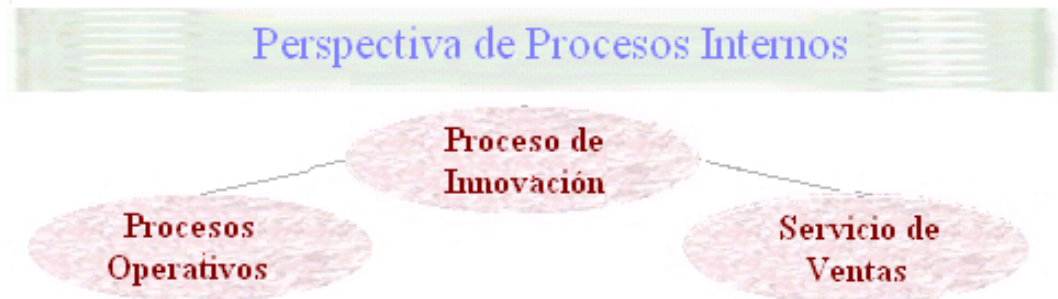 Perspectiva de Procesos Internos
Proceso de
Innovación
Procesos
Operativos
Servicio de
Ventas